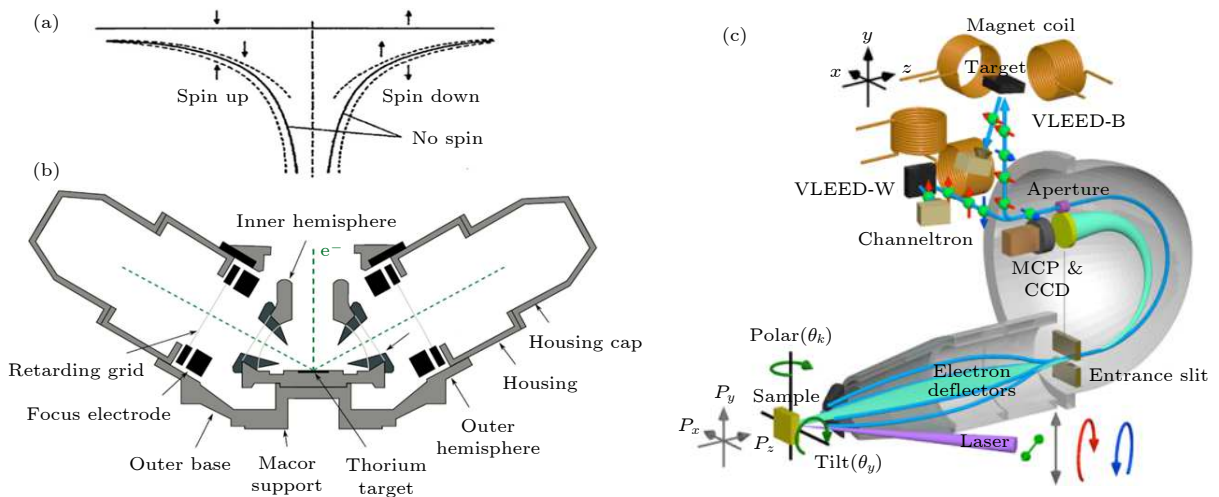 (a)
Spin up
Spin down
No spin
(b)
Inner hemisphere
e⁻
Retarding grid
Focus electrode
Outer base
Macor
support
Thorium
target
Outer
hemisphere
Housing
Housing cap
(c)
Magnet coil
y
x
z
Target
VLEED-B
VLEED-W
Aperture
Channeltron
MCP &
CCD
Polar(θk)
Electron
deflectors
Entrance slit
Sample
Py
Px
Pz
Laser
Tilt(θy)